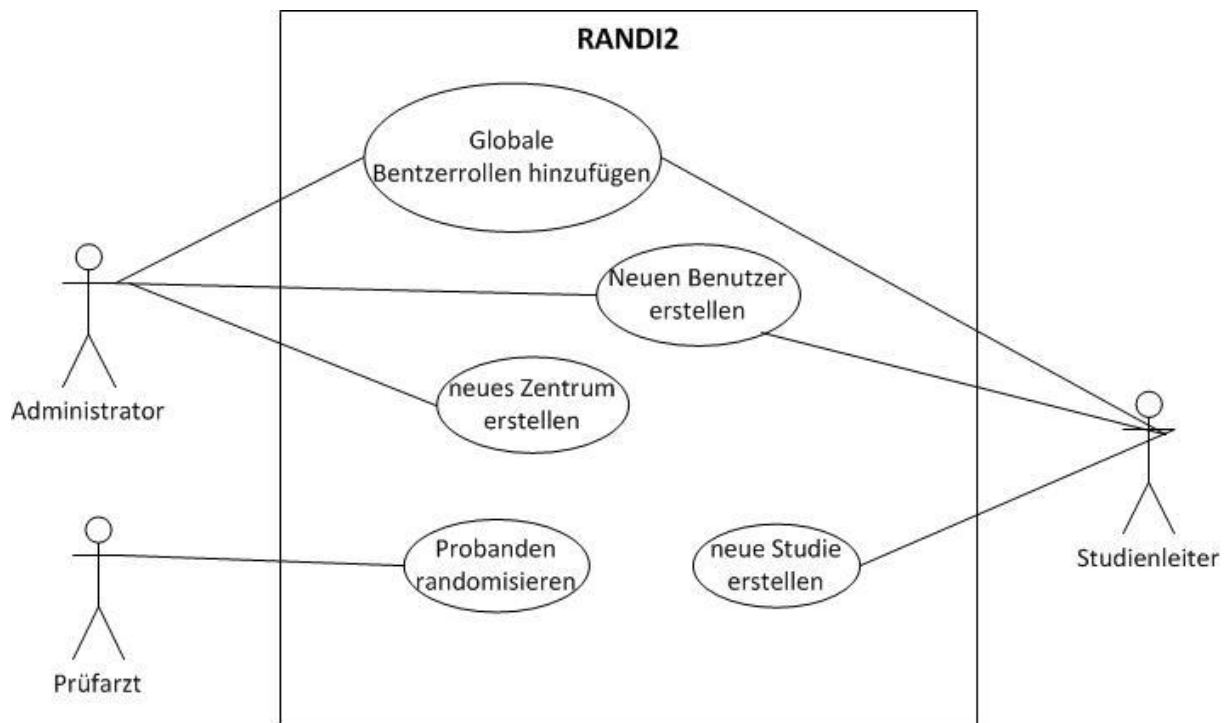 RANDI2
Globale
Bentzerrollen hinzufügen
Neuen Benutzer
erstellen
neues Zentrum
erstellen
Administrator
Probanden
randomisieren
neue Studie
erstellen
Studienleiter
Prüfarzt